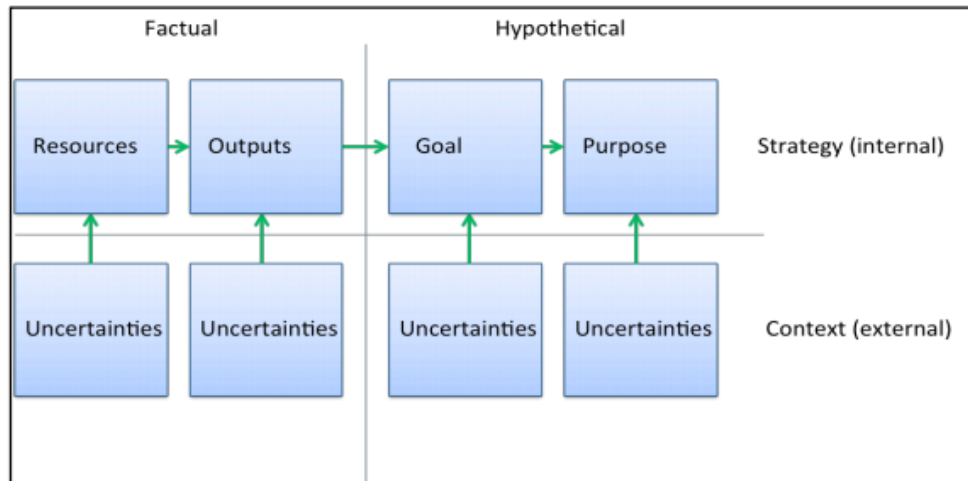 Factual
Hypothetical
Resources
Outputs
Goal
Purpose
Strategy (internal)
Uncertainties
Uncertainties
Uncertainties
Uncertainties
Context (external)